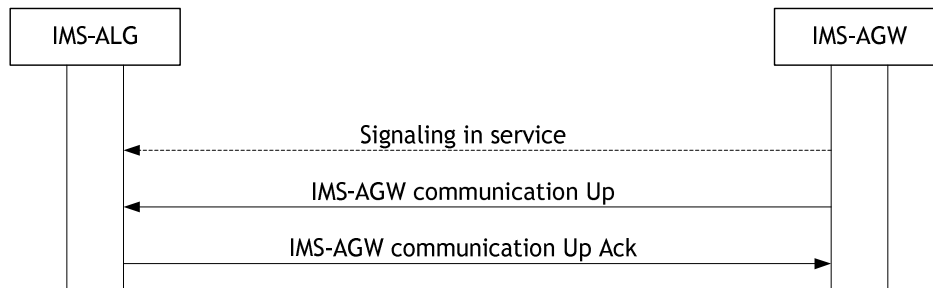 IMS-ALG
IMS-AGW
Signaling in service
IMS-AGW communication Up
IMS-AGW communication Up Ack